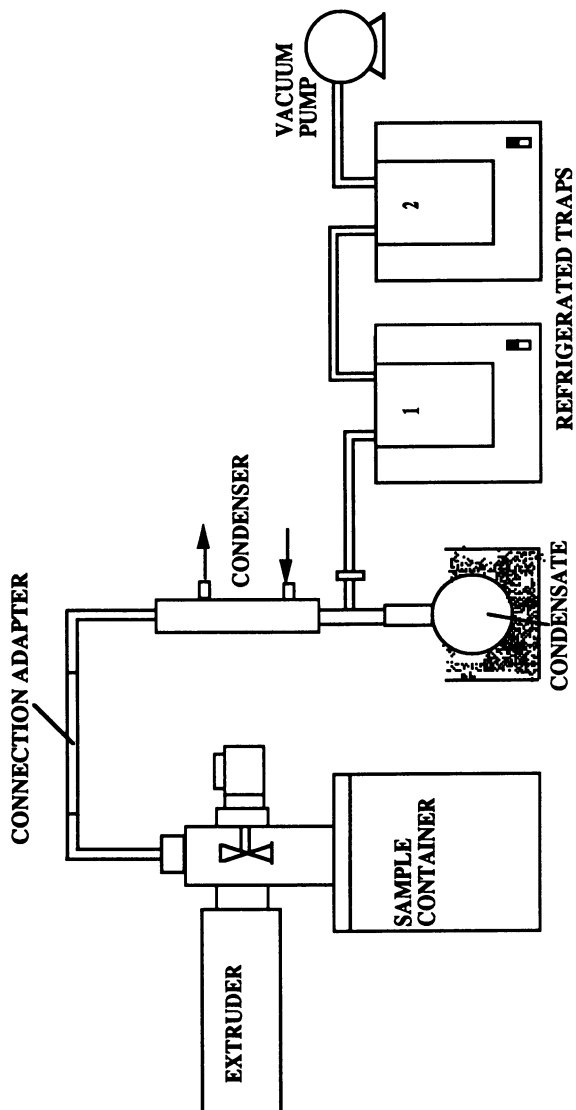 CONNECTION ADAPTER
EXTRUDER
SAMPLE
CONTAINER
CONDENSER
CONDENSATE
1
2
REFRIGERATED TRAPS
VACUUM
PUMP